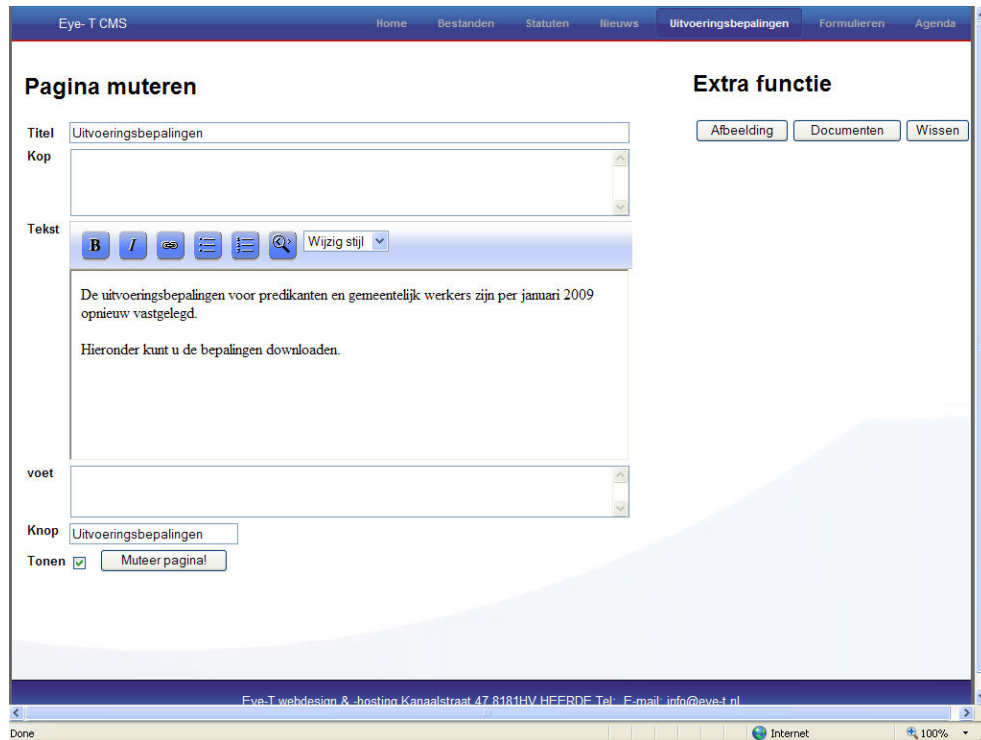 Eye- T CMS Home Bestanden Statuten Nieuws Uitvoeringsbepalingen Formulieren Agenda
Pagina muteren
Extra functie
Titel Uitvoeringsbepalingen
Afbeelding Documenten Wissen
Kop
Tekst
B I Wijzig stijl
De uitvoeringsbepalingen voor predikanten en gemeentelijk werkers zijn per januari 2009
opnieuw vastgelegd.
Hieronder kunt u de bepalingen downloaden.
voet
Knop Uitvoeringsbepalingen
Tonen Muteer pagina!
Eye-T webdesign & -hosting Kanaalstraat 47 8181HV HEERDE Tel: E-mail: info@eye-t.nl
Done Internet 100%